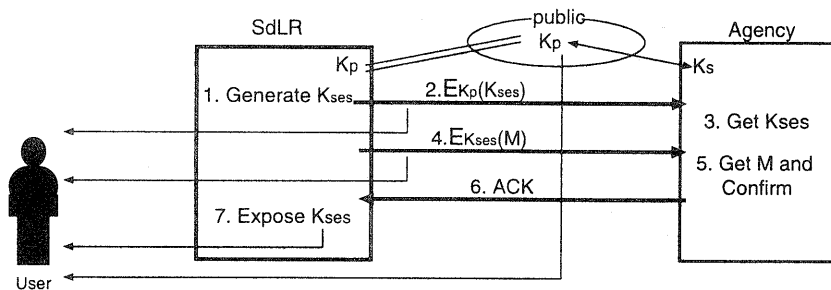 public
SdLR
Agency
Kp
Kp
Ks
1. Generate Kses
2.EKp(Kses)
3. Get Kses
4.EKses(M)
5. Get M and
Confirm
6. ACK
7. Expose Kses
User